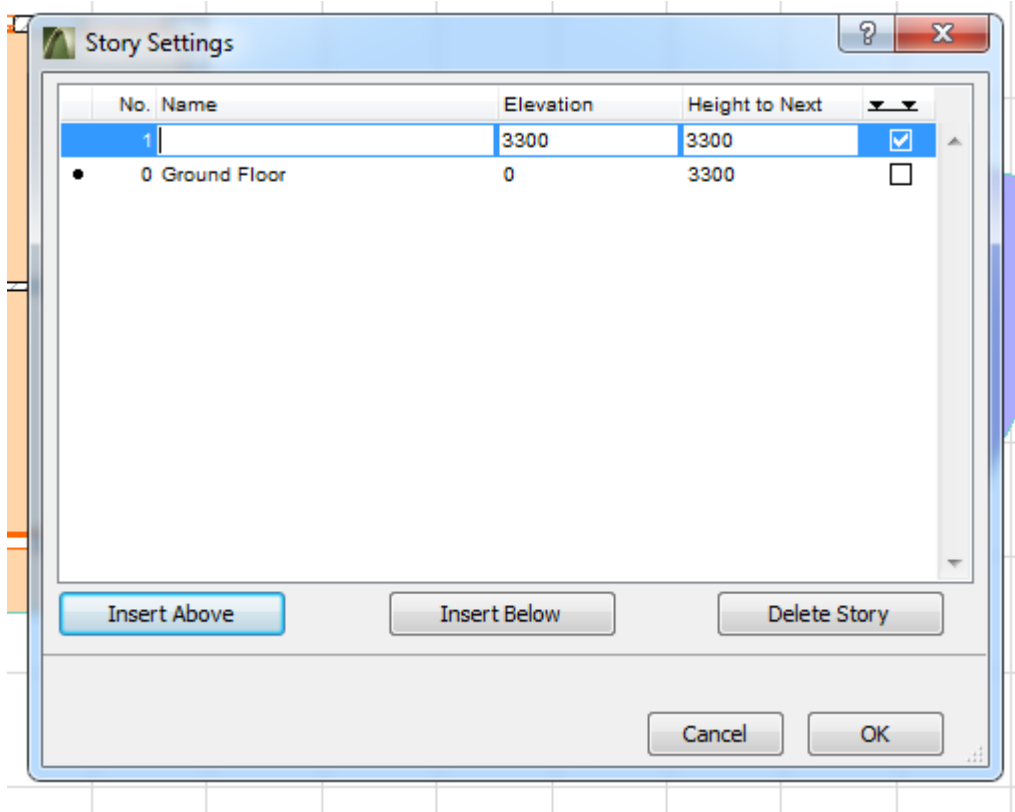 Story Settings
No. Name Elevation Height to Next
1 3300 3300
0 Ground Floor 0 3300
Insert Above Insert Below Delete Story
Cancel OK